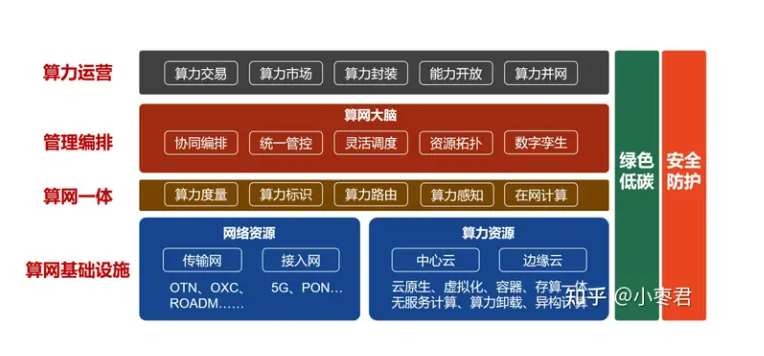 算力运营
算力交易 算力市场 算力封装 能力开放 算力并网
算网大脑
管理编排
协同编排 统一管控 灵活调度 资源拓扑 数字孪生
算网一体
算力度量 算力标识 算力路由 算力感知 在网计算
算网基础设施
网络资源
传输网 接入网
OTN、OXC、 5G、PON...
ROADM......
算力资源
中心云 边缘云
云原生、虚拟化、容器、存算一体
无服务计算、算力卸载、异构计算
绿色
低碳
安全
防护
知乎 @小枣君